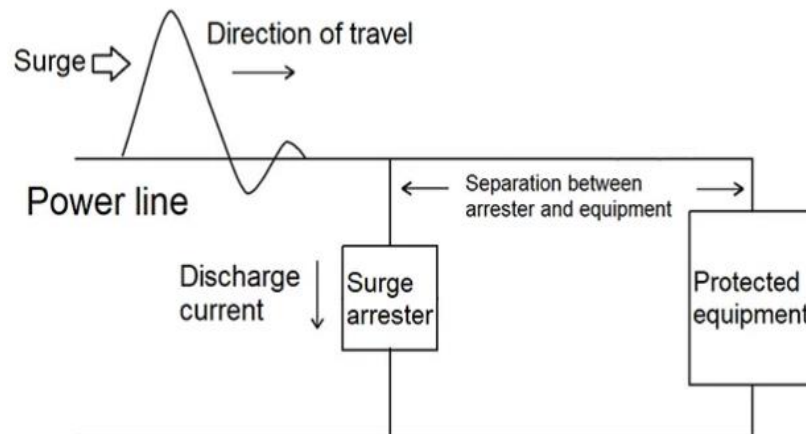 Direction of travel
Surge
Separation between
arrester and equipment
Power line
Discharge
current
Surge
arrester
Protected
equipment